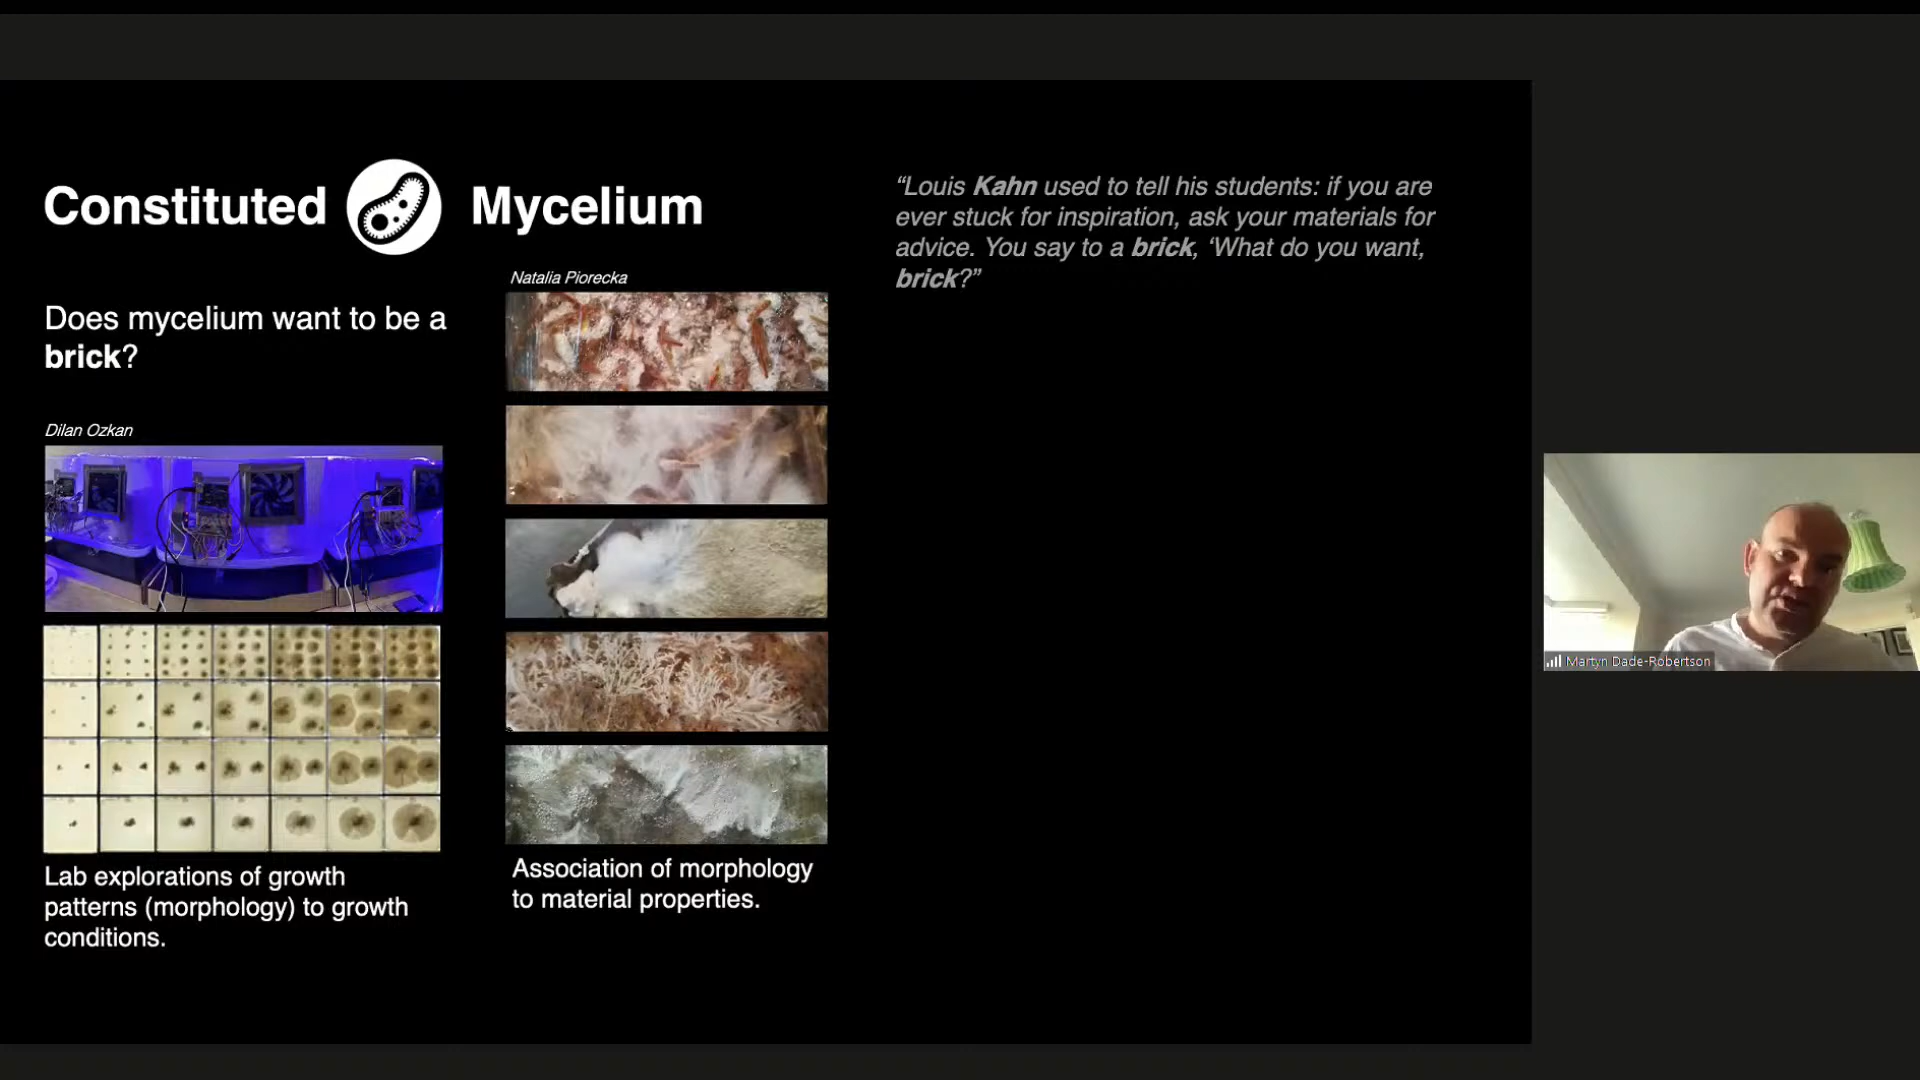 Constituted Mycelium
Does mycelium want to be a
brick?
Dilan Ozkan
Lab explorations of growth
patterns (morphology) to growth
conditions.
Natalia Piorecka
Association of morphology
to material properties.
“Louis Kahn used to tell his students: if you are
ever stuck for inspiration, ask your materials for
advice. You say to a brick, ‘What do you want,
brick?”
Martyn Dade-Robertson